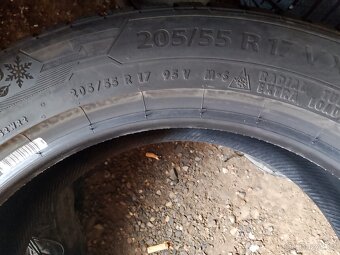 205/55 R 17
205/55 R 17 95 V M+S RADIAL
EXTRA LOAD